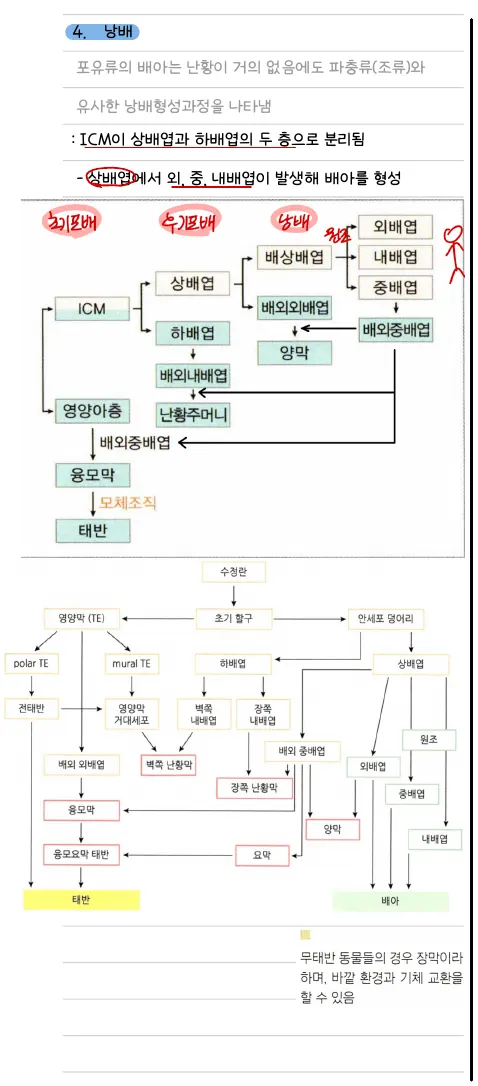 4. 낭배
포유류의 배아는 난황이 거의 없음에도 파충류(조류)와
유사한 낭배형성과정을 나타냄
: ICM이 상배엽과 하배엽의 두 층으로 분리됨
- 상배엽에서 외, 중, 내배엽이 발생해 배아를 형성
초기포배 후기포배 낭배
원조 외배엽
상배엽 배상배엽 내배엽
중배엽
ICM 배외외배엽 배외중배엽
하배엽 양막
배외내배엽
영양아층 난황주머니
배외중배엽
융모막
모체조직
태반
수정란
영양막 (TE) 초기 할구 안세포 덩어리
polar TE mural TE 하배엽 상배엽
전태반 영양막 거대세포 벽쪽 내배엽 장쪽 내배엽
원조
배외 중배엽
배외 외배엽 벽쪽 난황막 외배엽
장쪽 난황막 중배엽
융모막
양막 내배엽
융모요막 태반 요막
태반 배아
무태반 동물들의 경우 장막이라
하며, 바깥 환경과 기체 교환을
할 수 있음